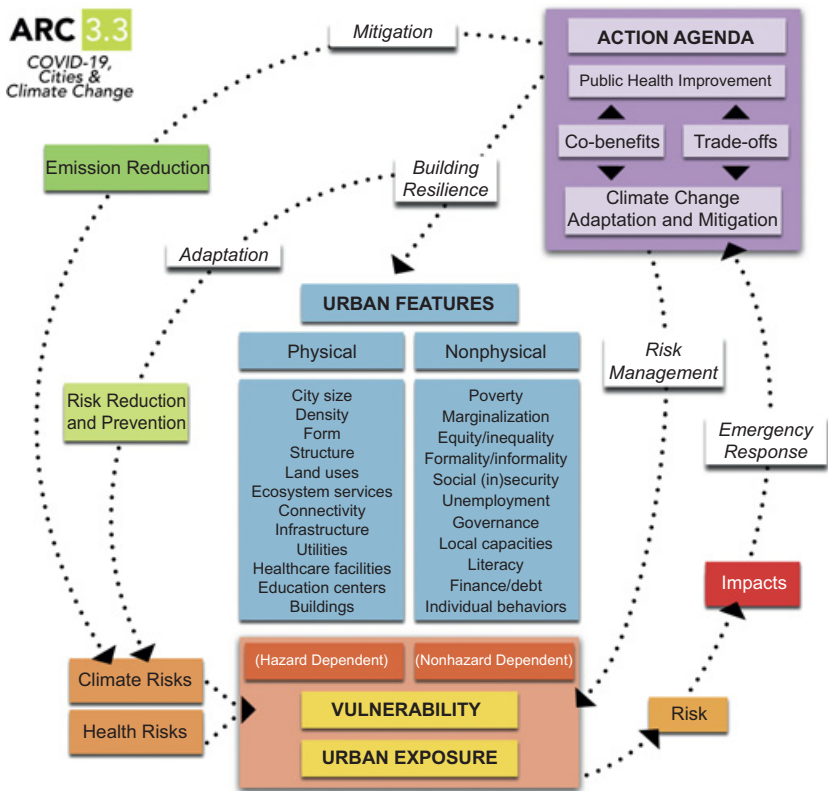 ARC 3.3
COVID-19,
Cities &
Climate Change
Mitigation
ACTION AGENDA
Public Health Improvement
Co-benefits
Trade-offs
Climate Change
Adaptation and Mitigation
Emission Reduction
Building
Resilience
Adaptation
URBAN FEATURES
Physical
Nonphysical
Risk
Management
Risk Reduction
and Prevention
City size
Density
Form
Structure
Land uses
Ecosystem services
Connectivity
Infrastructure
Utilities
Healthcare facilities
Education centers
Buildings
Poverty
Marginalization
Equity/inequality
Formality/informality
Social (in)security
Unemployment
Governance
Local capacities
Literacy
Finance/debt
Individual behaviors
Emergency
Response
Impacts
(Hazard Dependent)
(Nonhazard Dependent)
Climate Risks
Health Risks
VULNERABILITY
URBAN EXPOSURE
Risk